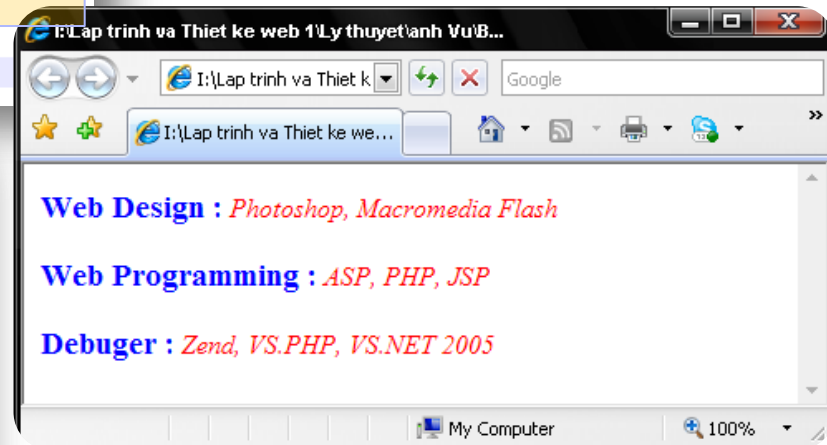 I:\Lap trinh va Thiet ke web 1\Ly thuyet\anh Vu\B...
I:\Lap trinh va Thiet k
Google
I:\Lap trinh va Thiet ke we...
»
Web Design : Photoshop, Macromedia Flash
Web Programming : ASP, PHP, JSP
Debuger : Zend, VS.PHP, VS.NET 2005
My Computer
100%